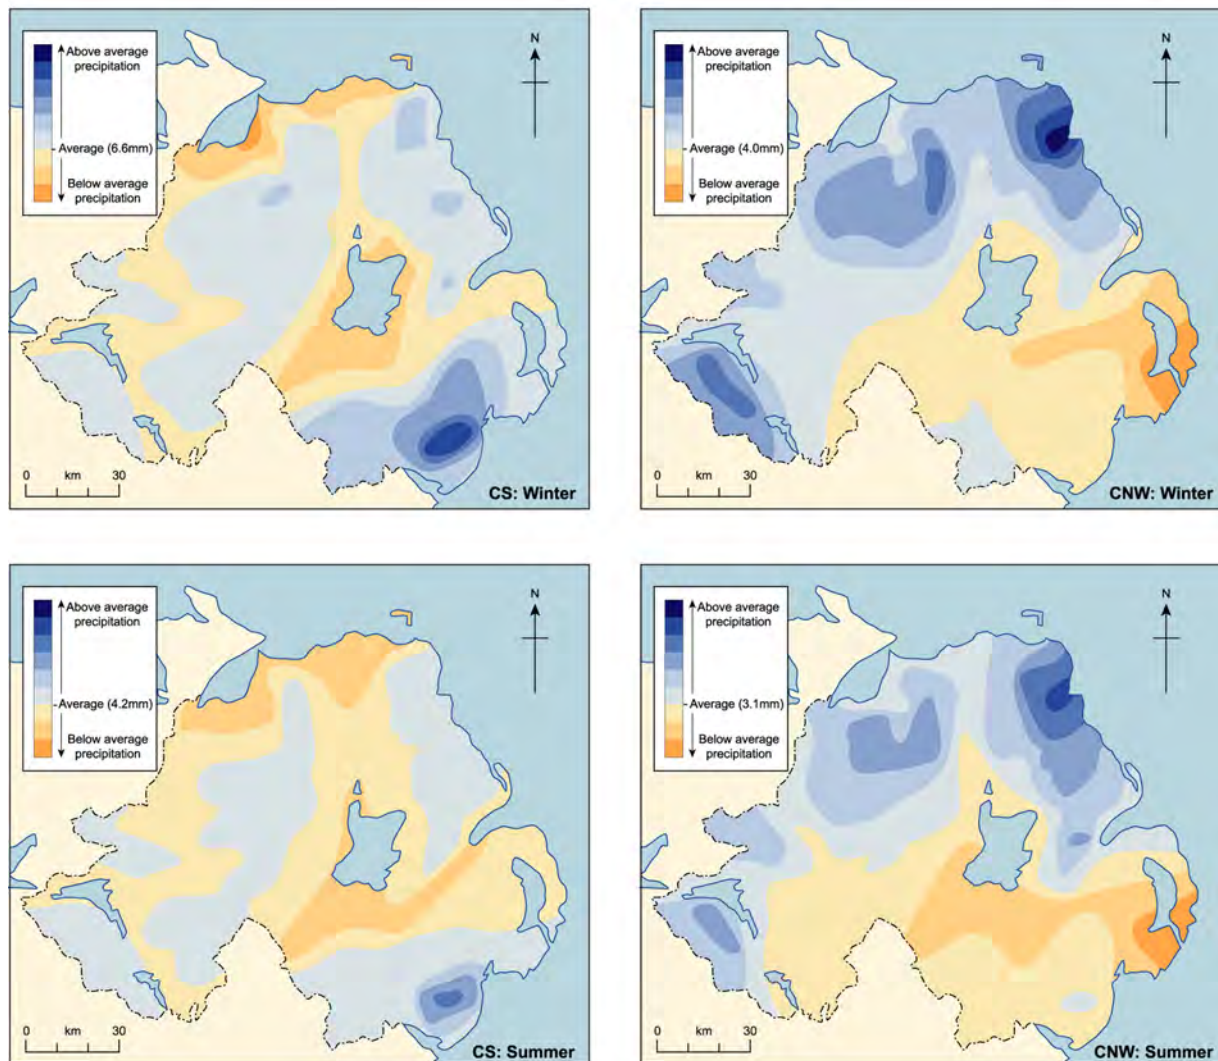 Above average
precipitation
Average (6.6mm)
Below average
precipitation
N
0 km 30
CS: Winter
Above average
precipitation
Average (4.0mm)
Below average
precipitation
N
0 km 30
CNW: Winter
Above average
precipitation
Average (4.2mm)
Below average
precipitation
N
0 km 30
CS: Summer
Above average
precipitation
Average (3.1mm)
Below average
precipitation
N
0 km 30
CNW: Summer